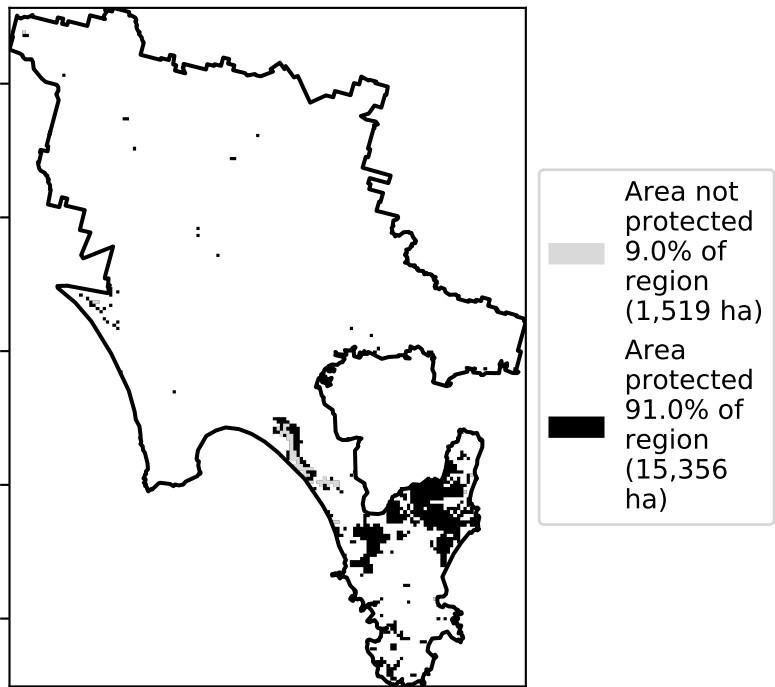 Area not
protected
9.0% of
region
(1,519 ha)
Area
protected
91.0% of
region
(15,356
ha)